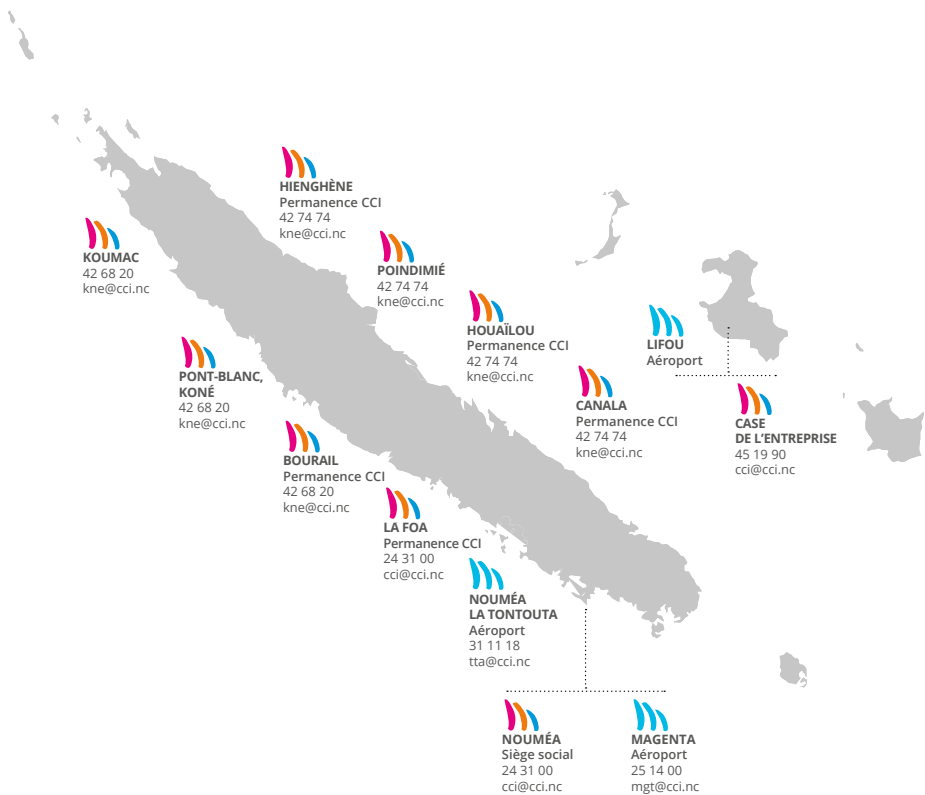 HIENGHÈNE
Permanence CCI
42 74 74
kne@cci.nc
KOUMAC
42 68 20
kne@cci.nc
POINDIMIÉ
42 74 74
kne@cci.nc
HOUAÏLOU
Permanence CCI
42 74 74
kne@cci.nc
LIFOU
Aéroport
PONT-BLANC,
KONÉ
42 68 20
kne@cci.nc
CANALA
Permanence CCI
42 74 74
kne@cci.nc
CASE
DE L'ENTREPRISE
45 19 90
cci@cci.nc
BOURAIL
Permanence CCI
42 68 20
kne@cci.nc
LA FOA
Permanence CCI
24 31 00
cci@cci.nc
NOUMÉA
LA TONTOUTA
Aéroport
31 11 18
tta@cci.nc
NOUMÉA
Siège social
24 31 00
cci@cci.nc
MAGENTA
Aéroport
25 14 00
mgt@cci.nc